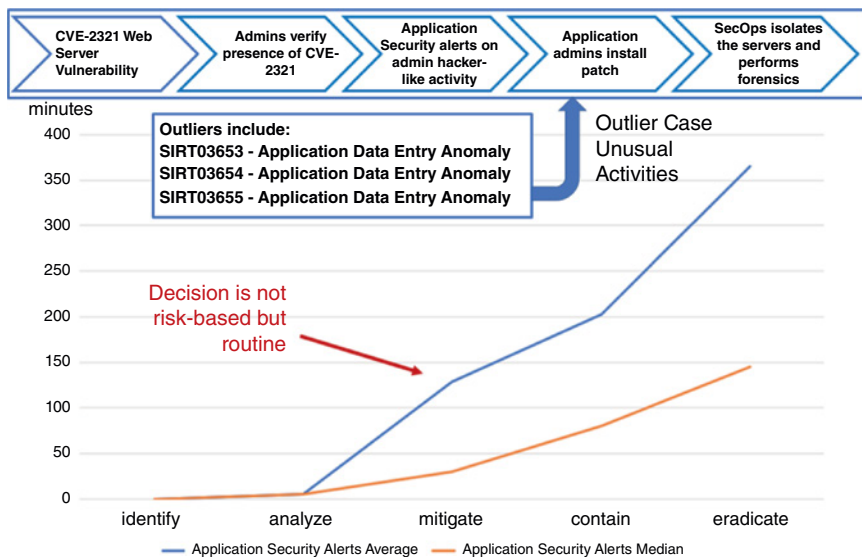 CVE-2321 Web
Server
Vulnerability
Admins verify
presence of CVE-
2321
Application
Security alerts on
admin hacker-
like activity
Application
admins install
patch
SecOps isolates
the servers and
performs
forensics
minutes
Outliers include:
SIRT03653 - Application Data Entry Anomaly
SIRT03654 - Application Data Entry Anomaly
SIRT03655 - Application Data Entry Anomaly
Outlier Case
Unusual
Activities
400
350
300
250
200
150
100
50
0
Decision is not
risk-based but
routine
identify
analyze
mitigate
contain
eradicate
Application Security Alerts Average
Application Security Alerts Median